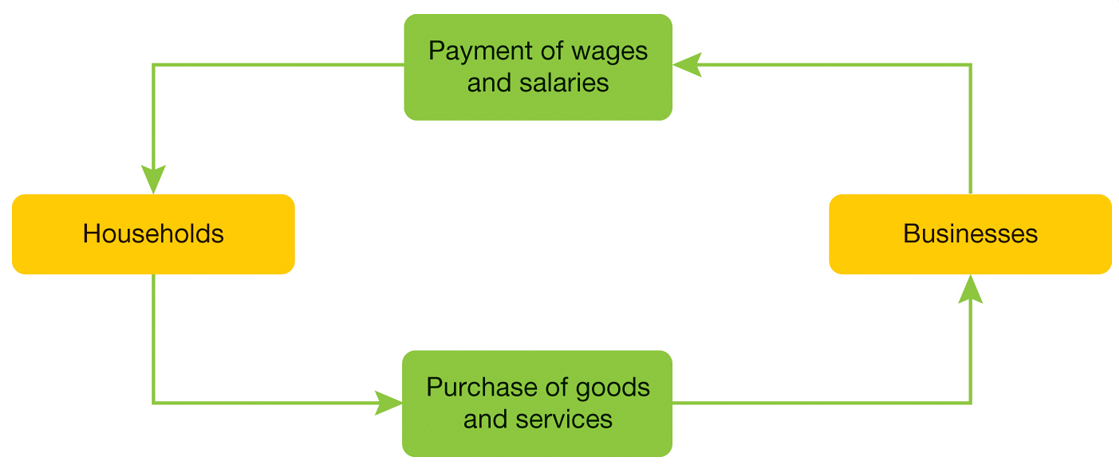 Payment of wages
and salaries
Households
Businesses
Purchase of goods
and services